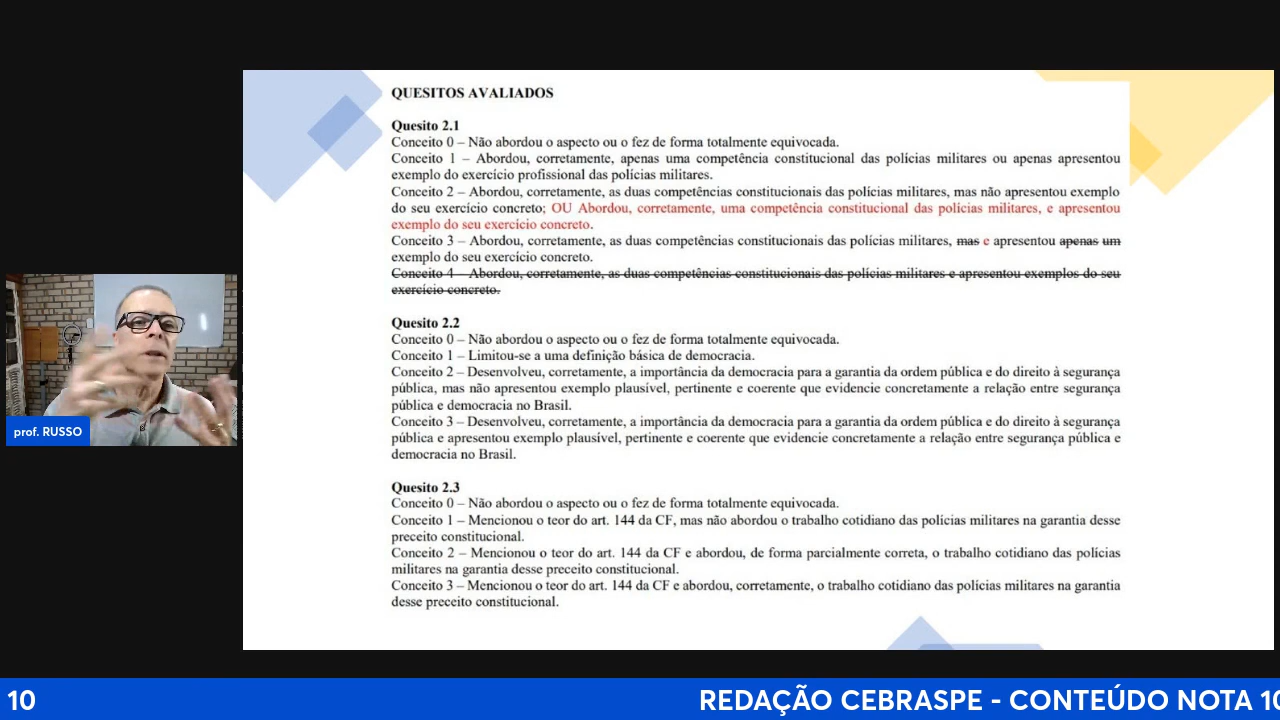 QUESITOS AVALIADOS
Quesito 2.1
Conceito 0 – Não abordou o aspecto ou o fez de forma totalmente equivocada.
Conceito 1 – Abordou, corretamente, apenas uma competência constitucional das polícias militares ou apenas apresentou
exemplo do exercício profissional das polícias militares.
Conceito 2 – Abordou, corretamente, as duas competências constitucionais das polícias militares, mas não apresentou exemplo
do seu exercício concreto; OU Abordou, corretamente, uma competência constitucional das polícias militares, e apresentou
exemplo do seu exercício concreto.
Conceito 3 – Abordou, corretamente, as duas competências constitucionais das polícias militares, mas e apresentou apenas um
exemplo do seu exercício concreto.
Conceito 4 – Abordou, corretamente, as duas competências constitucionais das polícias militares e apresentou exemplos do seu
exercício concreto.
Quesito 2.2
Conceito 0 – Não abordou o aspecto ou o fez de forma totalmente equivocada.
Conceito 1 – Limitou-se a uma definição básica de democracia.
Conceito 2 – Desenvolveu, corretamente, a importância da democracia para a garantia da ordem pública e do direito à segurança
pública, mas não apresentou exemplo plausível, pertinente e coerente que evidencie concretamente a relação entre segurança
pública e democracia no Brasil.
Conceito 3 – Desenvolveu, corretamente, a importância da democracia para a garantia da ordem pública e do direito à segurança
pública e apresentou exemplo plausível, pertinente e coerente que evidencie concretamente a relação entre segurança pública e
democracia no Brasil.
Quesito 2.3
Conceito 0 – Não abordou o aspecto ou o fez de forma totalmente equivocada.
Conceito 1 – Mencionou o teor do art. 144 da CF, mas não abordou o trabalho cotidiano das polícias militares na garantia desse
preceito constitucional.
Conceito 2 – Mencionou o teor do art. 144 da CF e abordou, de forma parcialmente correta, o trabalho cotidiano das polícias
militares na garantia desse preceito constitucional.
Conceito 3 – Mencionou o teor do art. 144 da CF e abordou, corretamente, o trabalho cotidiano das polícias militares na garantia
desse preceito constitucional.
prof. RUSSO
10 REDAÇÃO CEBRASPE - CONTEÚDO NOTA 10